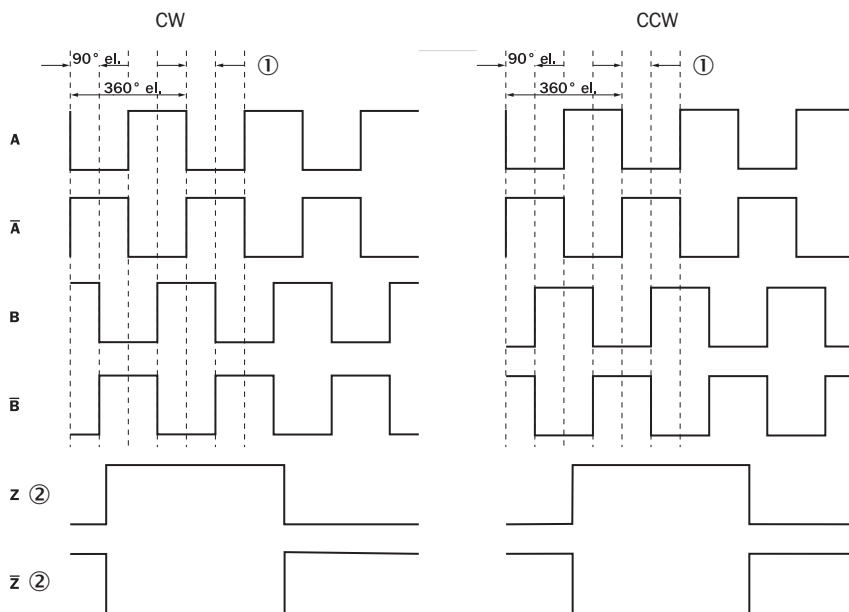 CW
CCW
90° el.
①
360° el.
90° el.
①
360° el.
A
A̅
B
B̅
Z ②
Z̅ ②